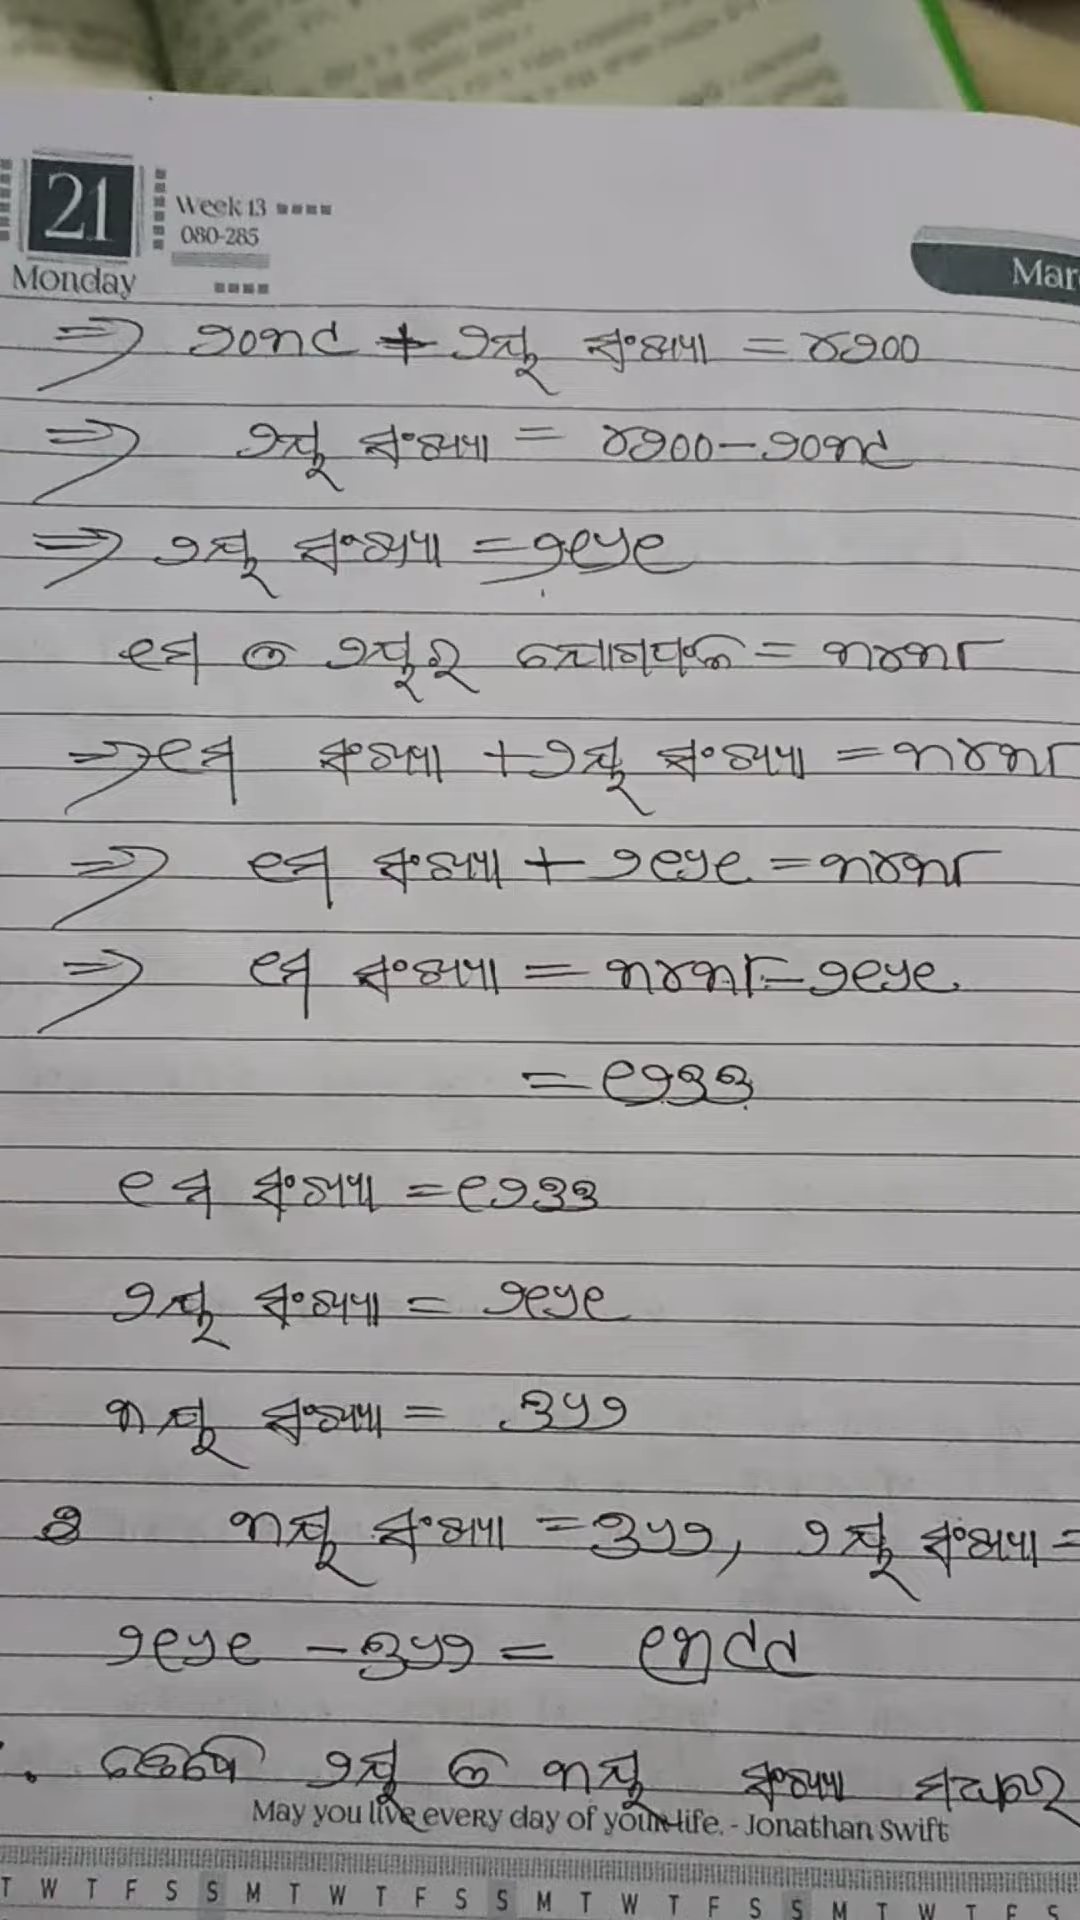 21
Monday
Week 13
080-285
⇒ ୨୦୩୯ + ୨ୟ ସଂଖ୍ୟା = ୪୨୦୦
⇒ ୨ୟ ସଂଖ୍ୟା = ୪୨୦୦ – ୨୦୩୯
⇒ ୨ୟ ସଂଖ୍ୟା = ୨୧୬୧
୧ମ ଓ ୨ୟର ଯୋଗଫଳ = ୩୪୩୮
⇒ ୧ମ ସଂଖ୍ୟା + ୨ୟ ସଂଖ୍ୟା = ୩୪୩୮
⇒ ୧ମ ସଂଖ୍ୟା + ୨୧୬୧ = ୩୪୩୮
⇒ ୧ମ ସଂଖ୍ୟା = ୩୪୩୮ – ୨୧୬୧
= ୧୨୭୭
୧ମ ସଂଖ୍ୟା = ୧୨୭୭
୨ୟ ସଂଖ୍ୟା = ୨୧୬୧
୩ୟ ସଂଖ୍ୟା = ୭୬୨
୩ୟ ସଂଖ୍ୟା = ୭୬୨, ୨ୟ ସଂଖ୍ୟା =
୨୧୬୧ – ୭୬୨ = ୧୩୯୯
୨ୟ ଓ ୩ୟ ସଂଖ୍ୟା ମଧ୍ୟରେ
May you live every day of your life. - Jonathan Swift
T W T F S S M T W T F S S M T W T F S S M T W T F S